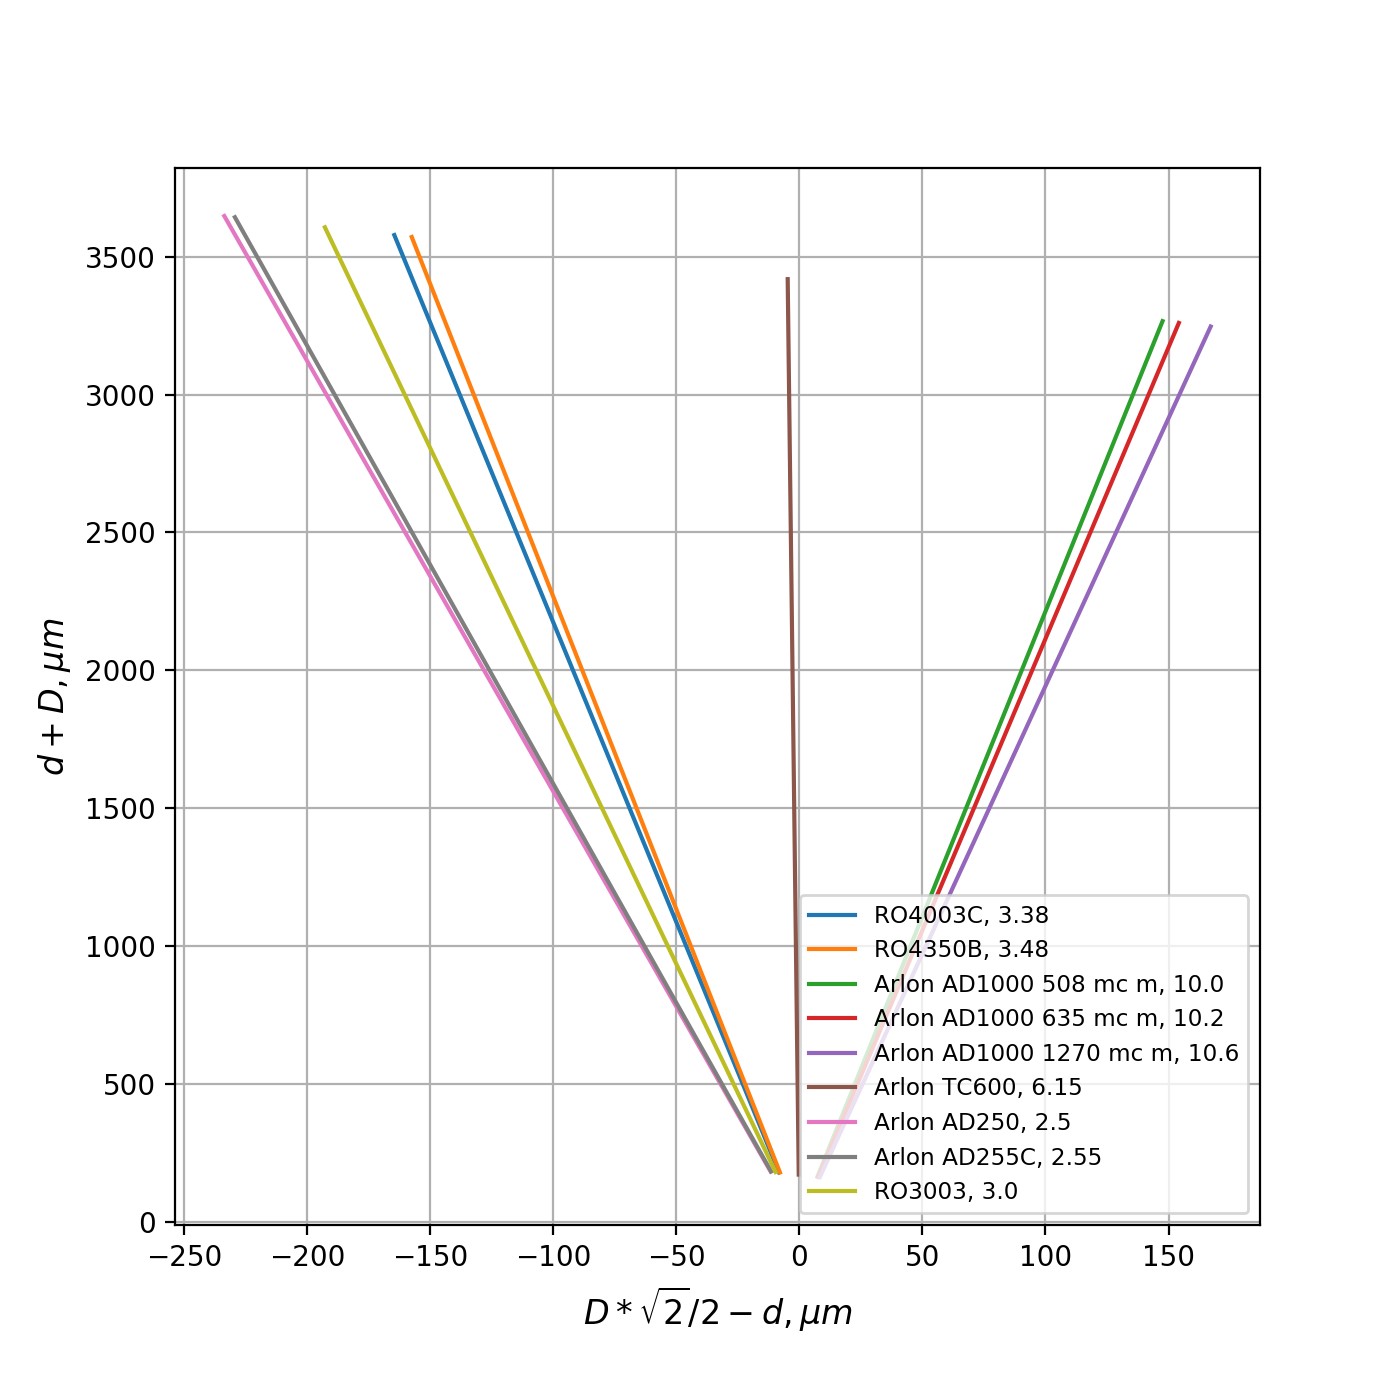 3500
3000
2500
2000
1500
1000
500
0
d + D, μm
RO4003C, 3.38
RO4350B, 3.48
Arlon AD1000 508 mc m, 10.0
Arlon AD1000 635 mc m, 10.2
Arlon AD1000 1270 mc m, 10.6
Arlon TC600, 6.15
Arlon AD250, 2.5
Arlon AD255C, 2.55
RO3003, 3.0
−250 −200 −150 −100 −50 0 50 100 150
D * √2/2 − d, μm